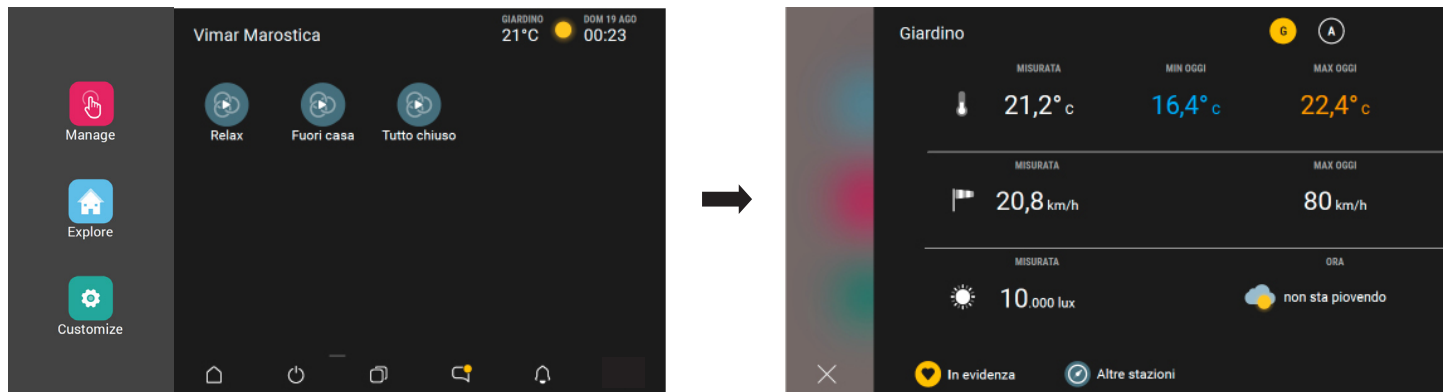 Vimar Marostica
GIARDINO
21°C
DOM 19 AGO
00:23
Manage
Explore
Customize
Relax
Fuori casa
Tutto chiuso
Giardino
G
A
MISURATA MIN OGGI MAX OGGI
21,2° c 16,4° c 22,4° c
MISURATA MAX OGGI
20,8 km/h 80 km/h
MISURATA ORA
10.000 lux non sta piovendo
In evidenza Altre stazioni